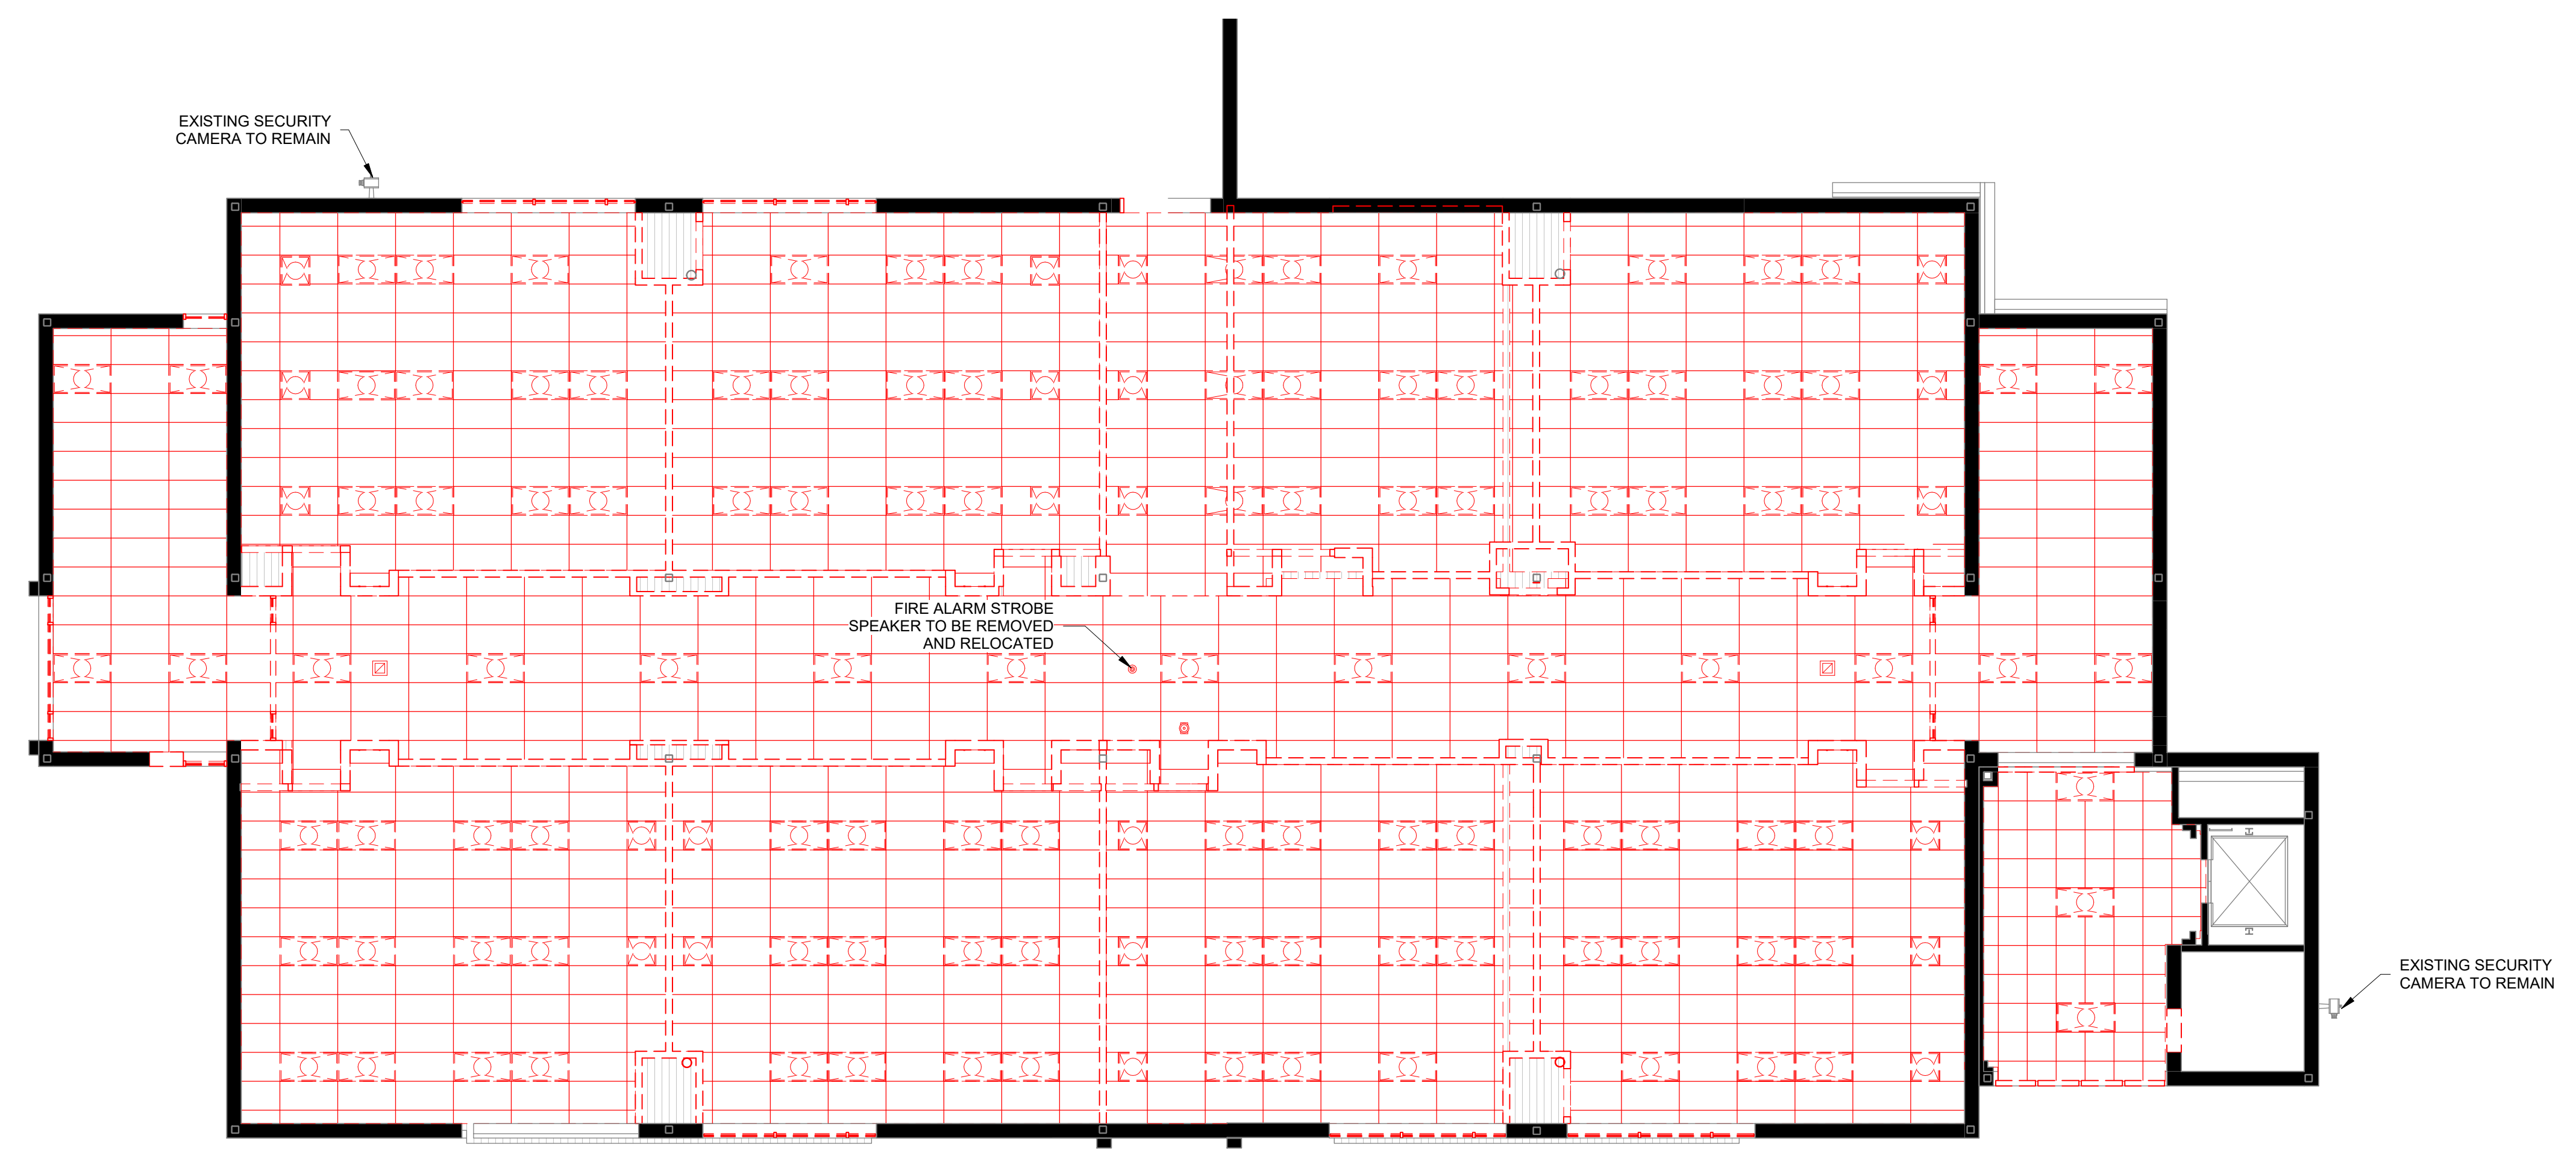 EXISTING SECURITY
CAMERA TO REMAIN
FIRE ALARM STROBE
SPEAKER TO BE REMOVED
AND RELOCATED
EXISTING SECURITY
CAMERA TO REMAIN